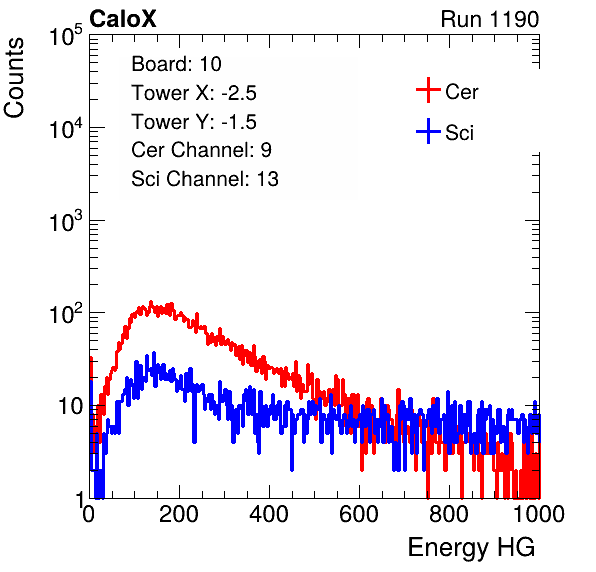 CaloX Run 1190
Counts
10^5
10^4
10^3
10^2
10
1
Board: 10
Tower X: -2.5
Tower Y: -1.5
Cer Channel: 9
Sci Channel: 13
Cer
Sci
0 200 400 600 800 1000
Energy HG